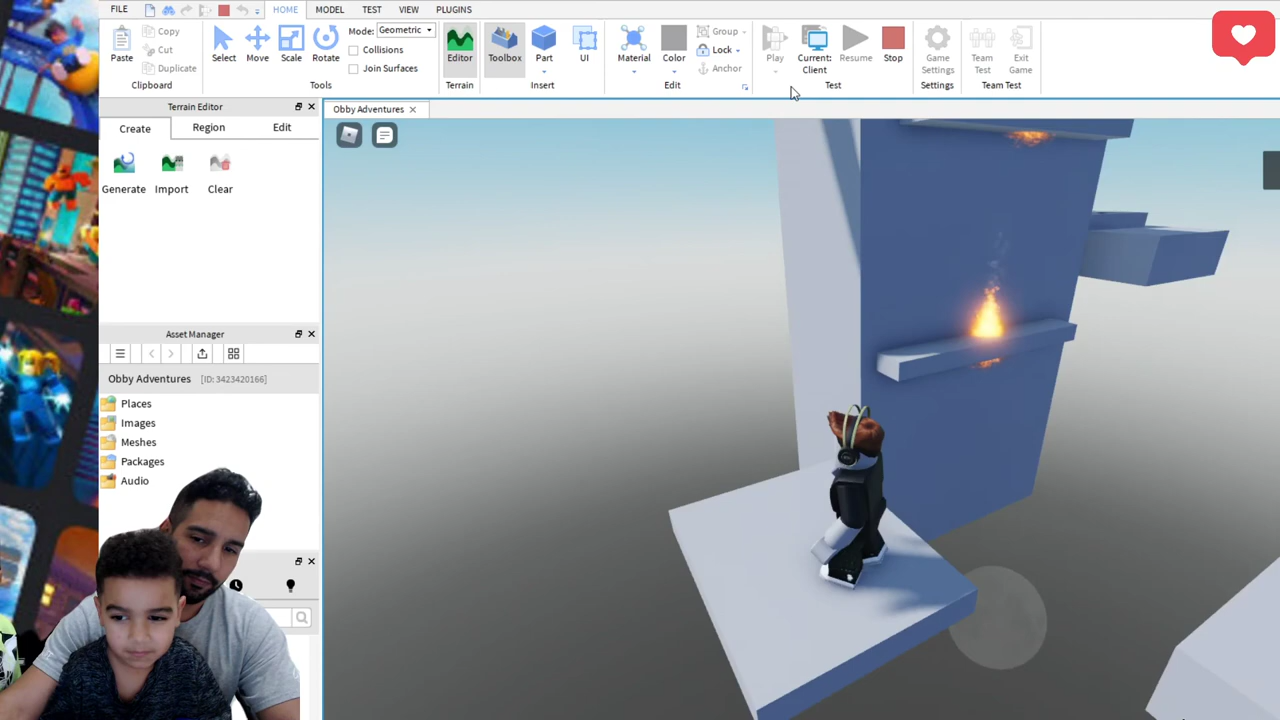 FILE HOME MODEL TEST VIEW PLUGINS
Copy
Cut
Duplicate
Paste
Clipboard
Select Move Scale Rotate
Mode: Geometric
Collisions
Join Surfaces
Tools
Editor
Terrain
Toolbox Part UI
Insert
Material Color
Group
Lock
Anchor
Edit
Play
Current:
Client
Resume Stop
Test
Game
Settings
Settings
Team
Test
Exit
Game
Team Test
Terrain Editor
Create Region Edit
Generate Import Clear
Obby Adventures
Asset Manager
Obby Adventures [ID: 3423420166]
Places
Images
Meshes
Packages
Audio